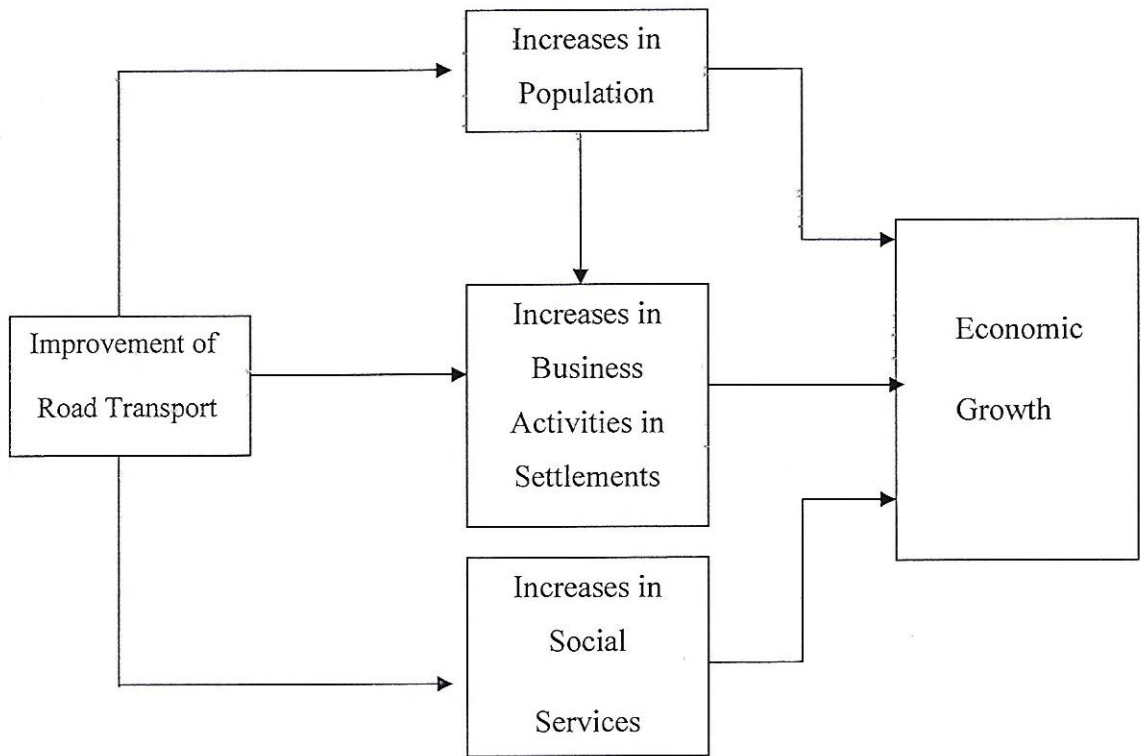 Increases in
Population
Improvement of
Road Transport
Increases in
Business
Activities in
Settlements
Economic
Growth
Increases in
Social
Services